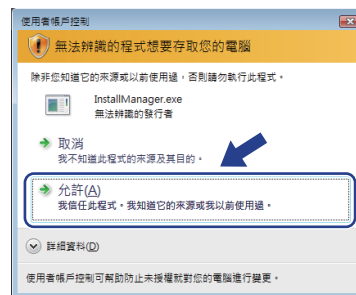 使用者帳戶控制
無法辨識的程式想要存取您的電腦
除非您知道它的來源或以前使用過，否則請勿執行此程式。
InstallManager.exe
無法辨識的發行者
取消
我不知道此程式的來源及其目的。
允許(A)
我信任此程式。我知道它的來源或我以前使用過。
詳細資料(D)
使用者帳戶控制可幫助防止未授權就對您的電腦進行變更。